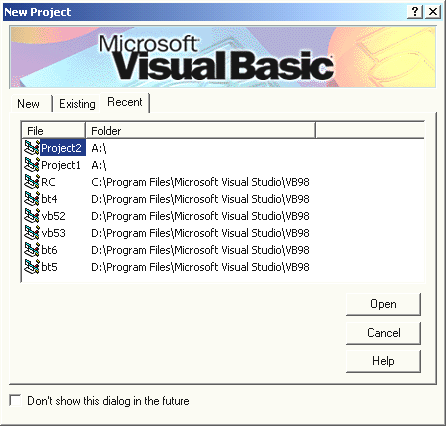 New Project
Microsoft
Visual Basic
New Existing Recent
File Folder
Project2 A:\
Project1 A:\
RC C:\Program Files\Microsoft Visual Studio\VB98
bt4 D:\Program Files\Microsoft Visual Studio\VB98
vb52 D:\Program Files\Microsoft Visual Studio\VB98
vb53 D:\Program Files\Microsoft Visual Studio\VB98
bt6 D:\Program Files\Microsoft Visual Studio\VB98
bt5 D:\Program Files\Microsoft Visual Studio\VB98
Open
Cancel
Help
Don't show this dialog in the future